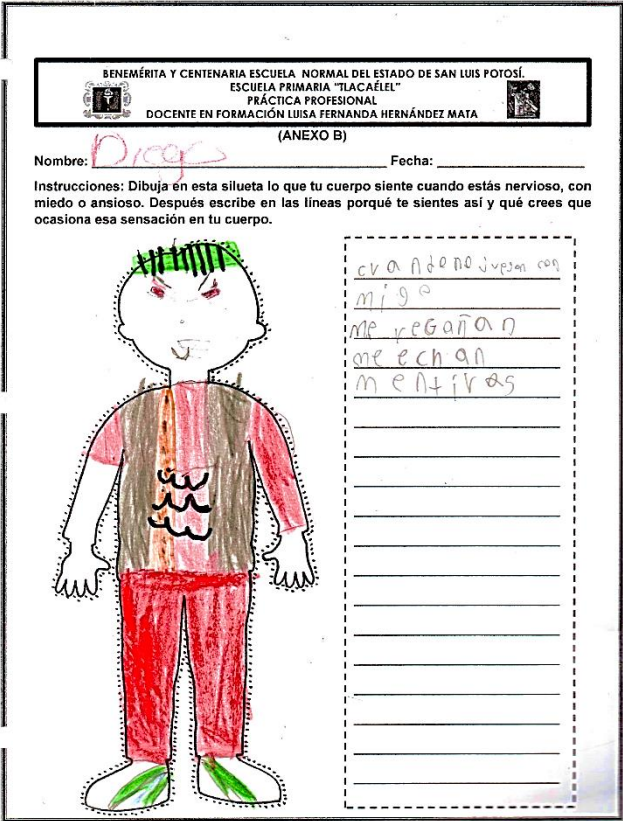 BENEMÉRITA Y CENTENARIA ESCUELA NORMAL DEL ESTADO DE SAN LUIS POTOSÍ.
ESCUELA PRIMARIA "TLACAÉLEL"
PRÁCTICA PROFESIONAL
DOCENTE EN FORMACIÓN LUISA FERNANDA HERNÁNDEZ MATA
(ANEXO B)
Nombre: Diego Fecha:
Instrucciones: Dibuja en esta silueta lo que tu cuerpo siente cuando estás nervioso, con
miedo o ansioso. Después escribe en las líneas porqué te sientes así y qué crees que
ocasiona esa sensación en tu cuerpo.
cuando no juegan con
migo
me regañan
me echan
mentiras